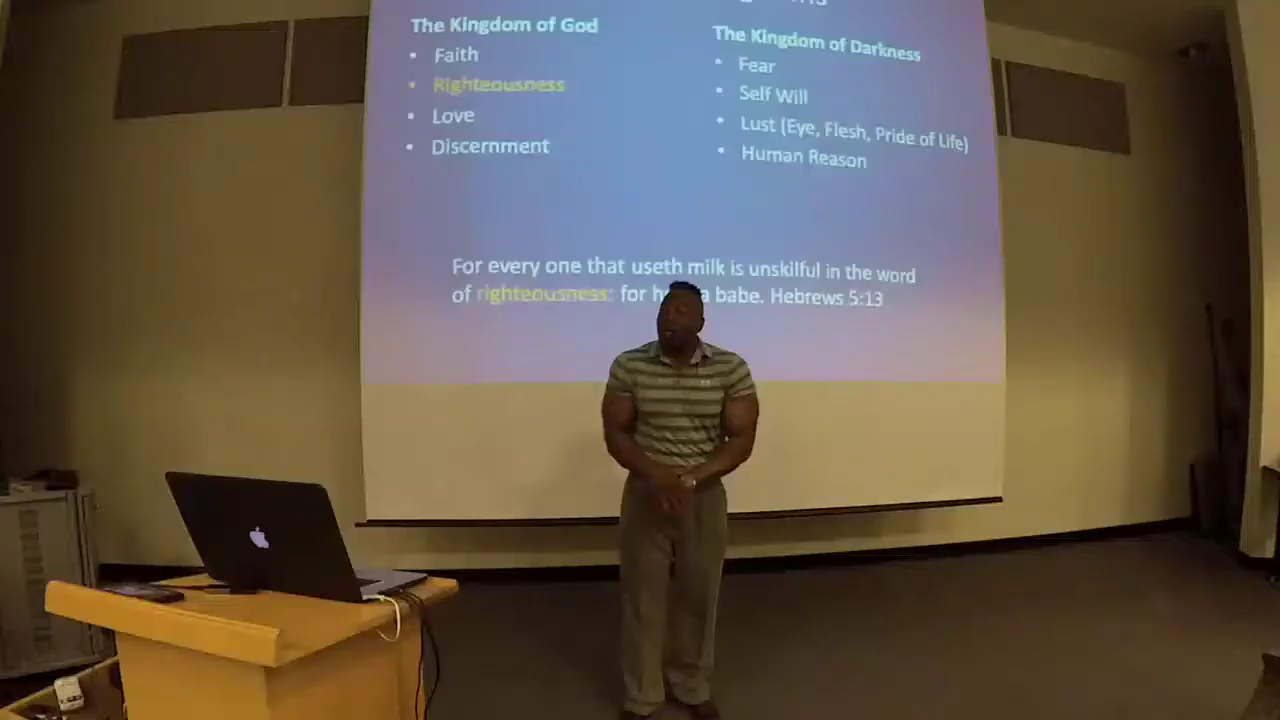 The Kingdom of God
• Faith
• Righteousness
• Love
• Discernment
The Kingdom of Darkness
• Fear
• Self Will
• Lust (Eye, Flesh, Pride of Life)
• Human Reason
For every one that useth milk is unskilful in the word
of righteousness: for a babe. Hebrews 5:13